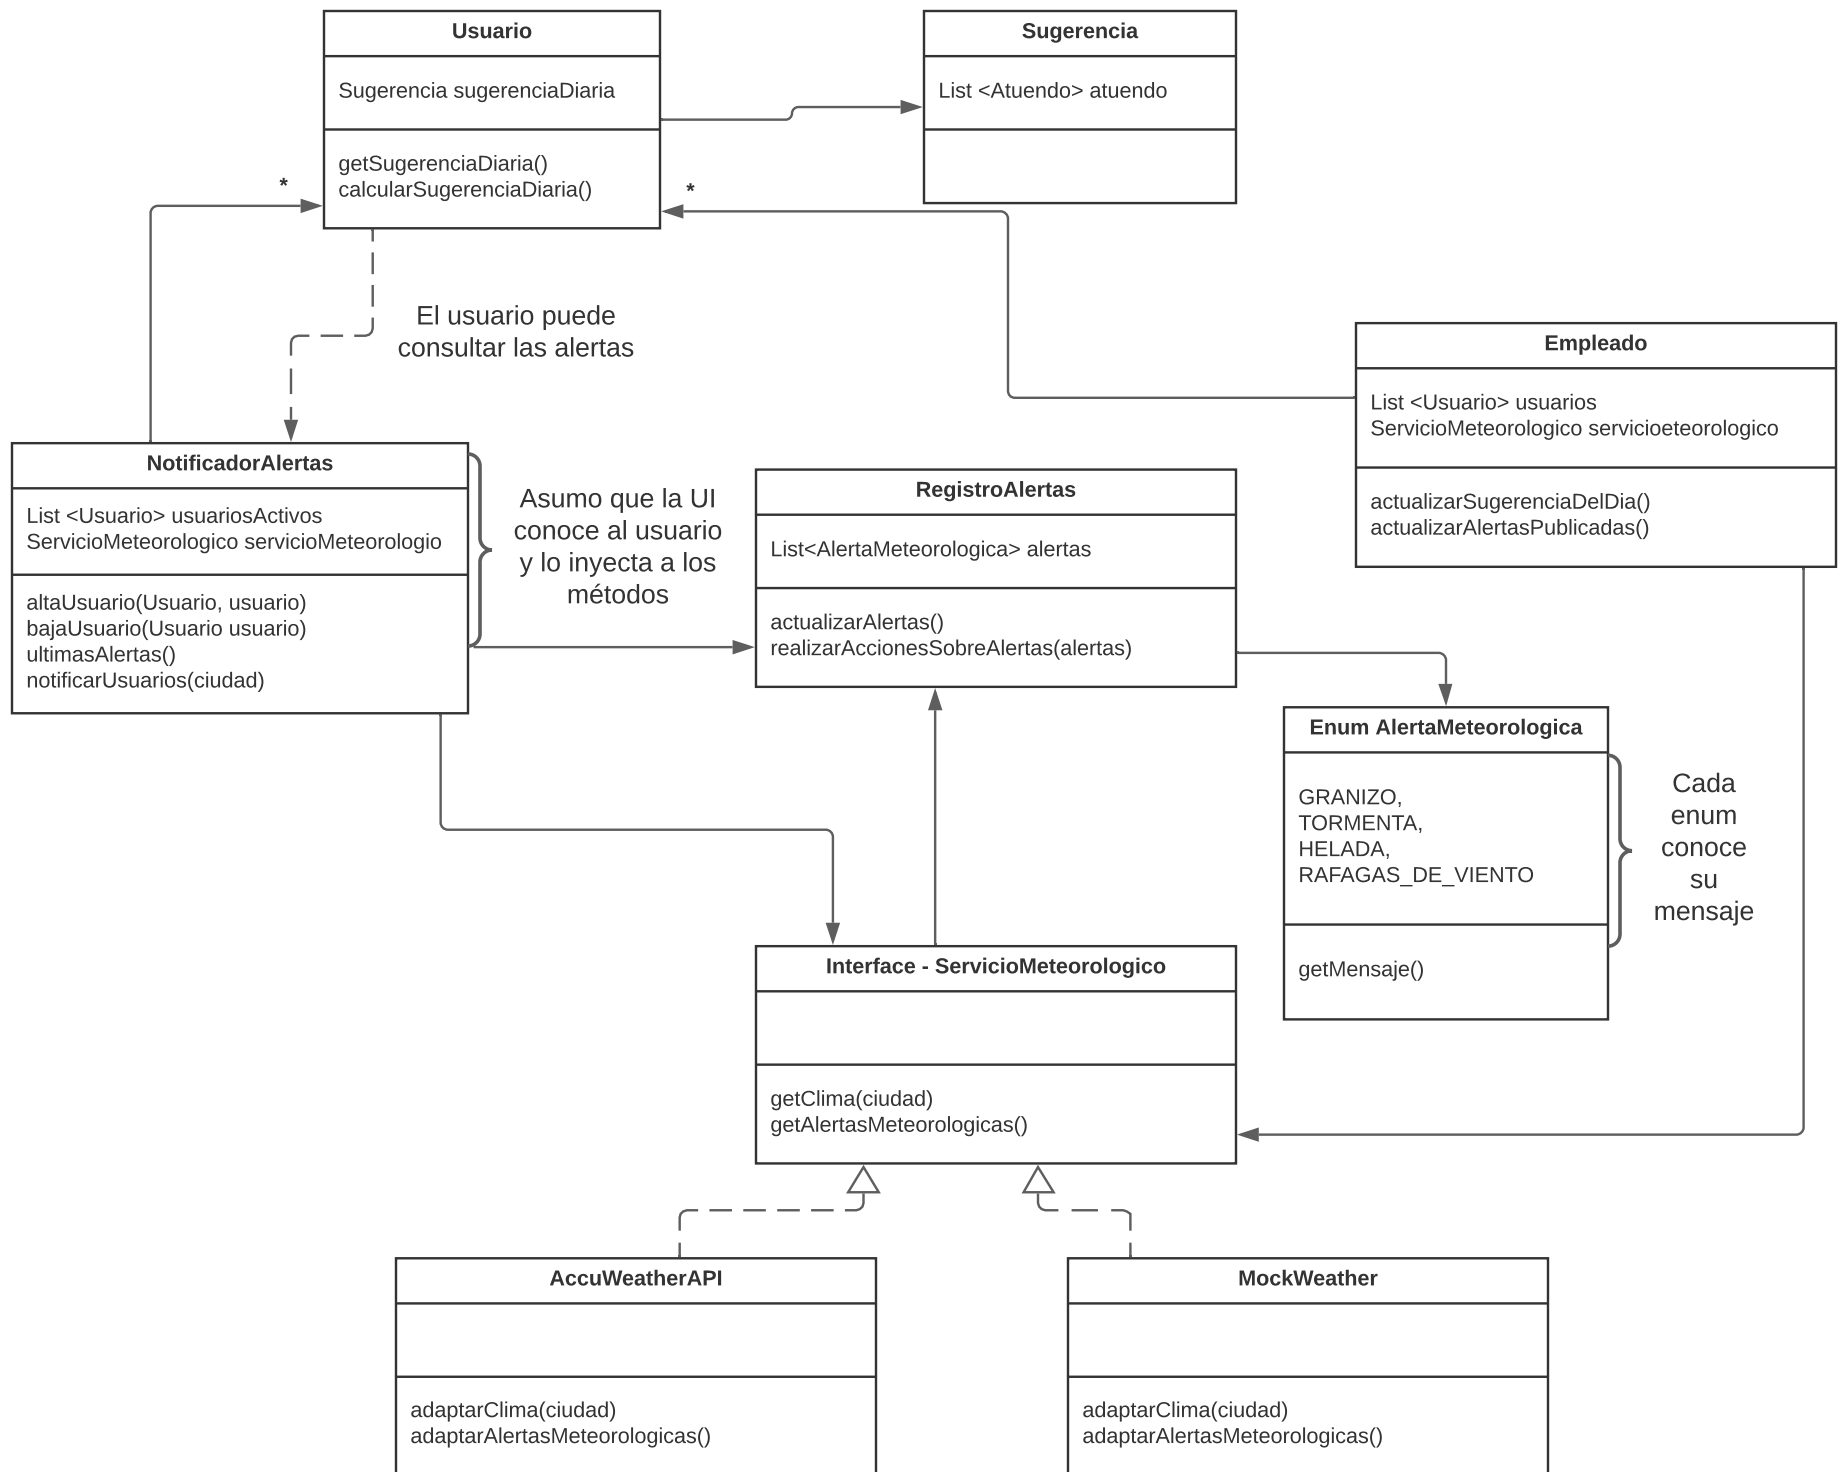 Usuario
Sugerencia sugerenciaDiaria
getSugerenciaDiaria()
calcularSugerenciaDiaria()
Sugerencia
List <Atuendo> atuendo
*
*
El usuario puede
consultar las alertas
Empleado
List <Usuario> usuarios
ServicioMeteorologico servicioeteorologico
actualizarSugerenciaDelDia()
actualizarAlertasPublicadas()
NotificadorAlertas
List <Usuario> usuariosActivos
ServicioMeteorologico servicioMeteorologio
altaUsuario(Usuario, usuario)
bajaUsuario(Usuario usuario)
ultimasAlertas()
notificarUsuarios(ciudad)
Asumo que la UI
conoce al usuario
y lo inyecta a los
métodos
RegistroAlertas
List<AlertaMeteorologica> alertas
actualizarAlertas()
realizarAccionesSobreAlertas(alertas)
Enum AlertaMeteorologica
GRANIZO,
TORMENTA,
HELADA,
RAFAGAS_DE_VIENTO
getMensaje()
Cada
enum
conoce
su
mensaje
Interface - ServicioMeteorologico
getClima(ciudad)
getAlertasMeteorologicas()
AccuWeatherAPI
adaptarClima(ciudad)
adaptarAlertasMeteorologicas()
MockWeather
adaptarClima(ciudad)
adaptarAlertasMeteorologicas()